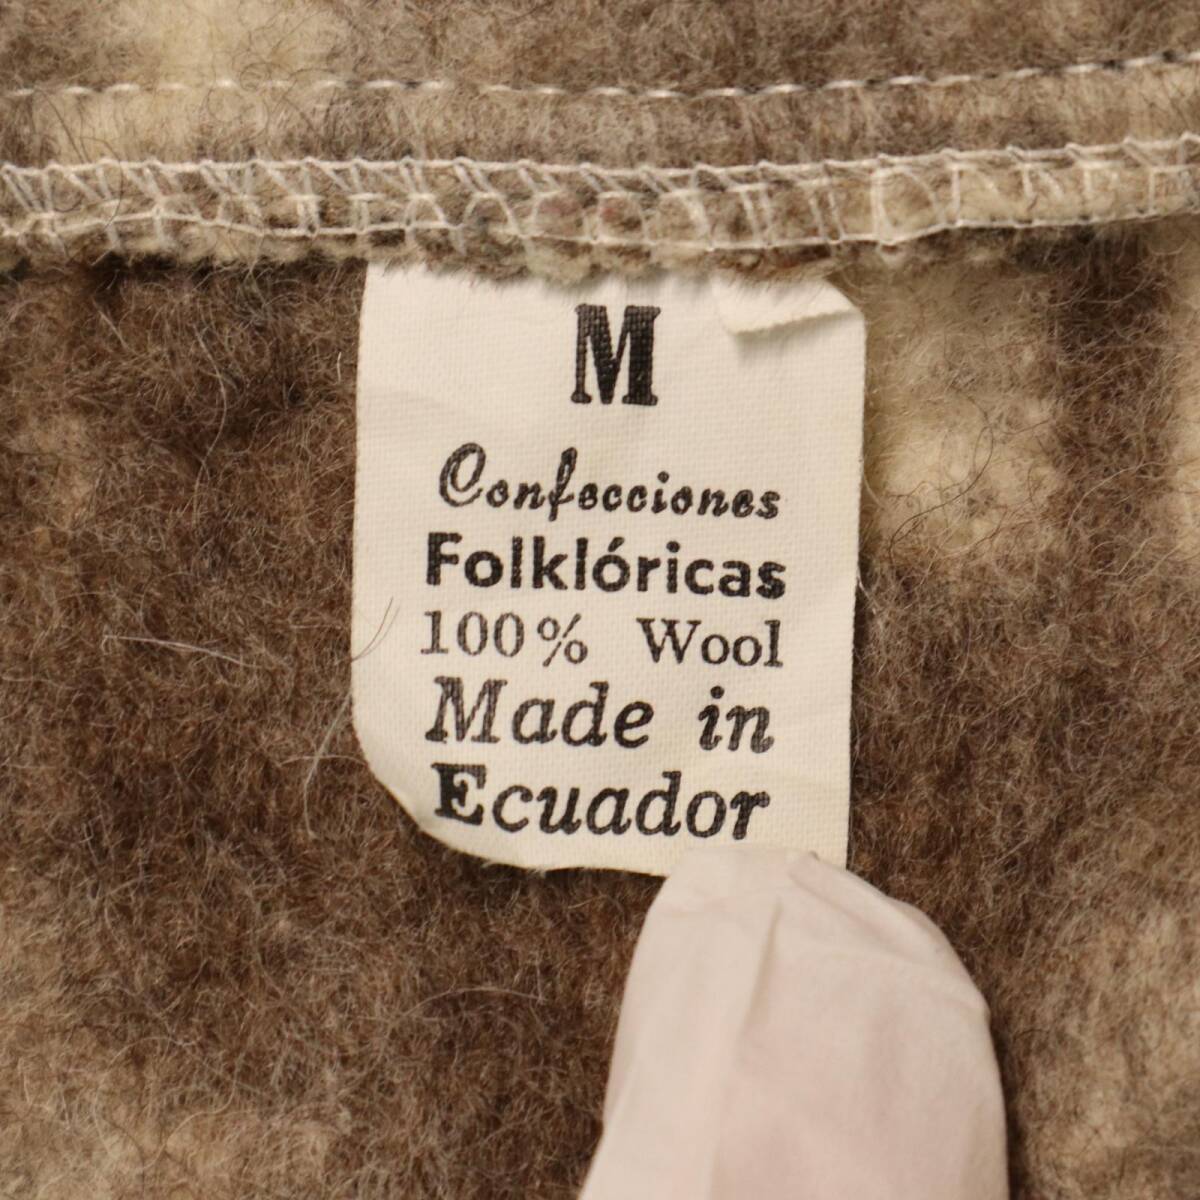 M
Confecciones
Folklóricas
100% Wool
Made in
Ecuador